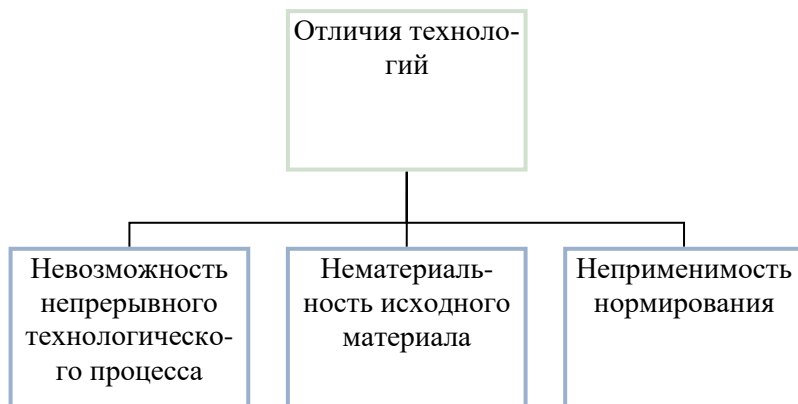 Отличия техноло-
гий
Невозможность
непрерывного
технологическо-
го процесса
Нематериаль-
ность исходного
материала
Неприменимость
нормирования